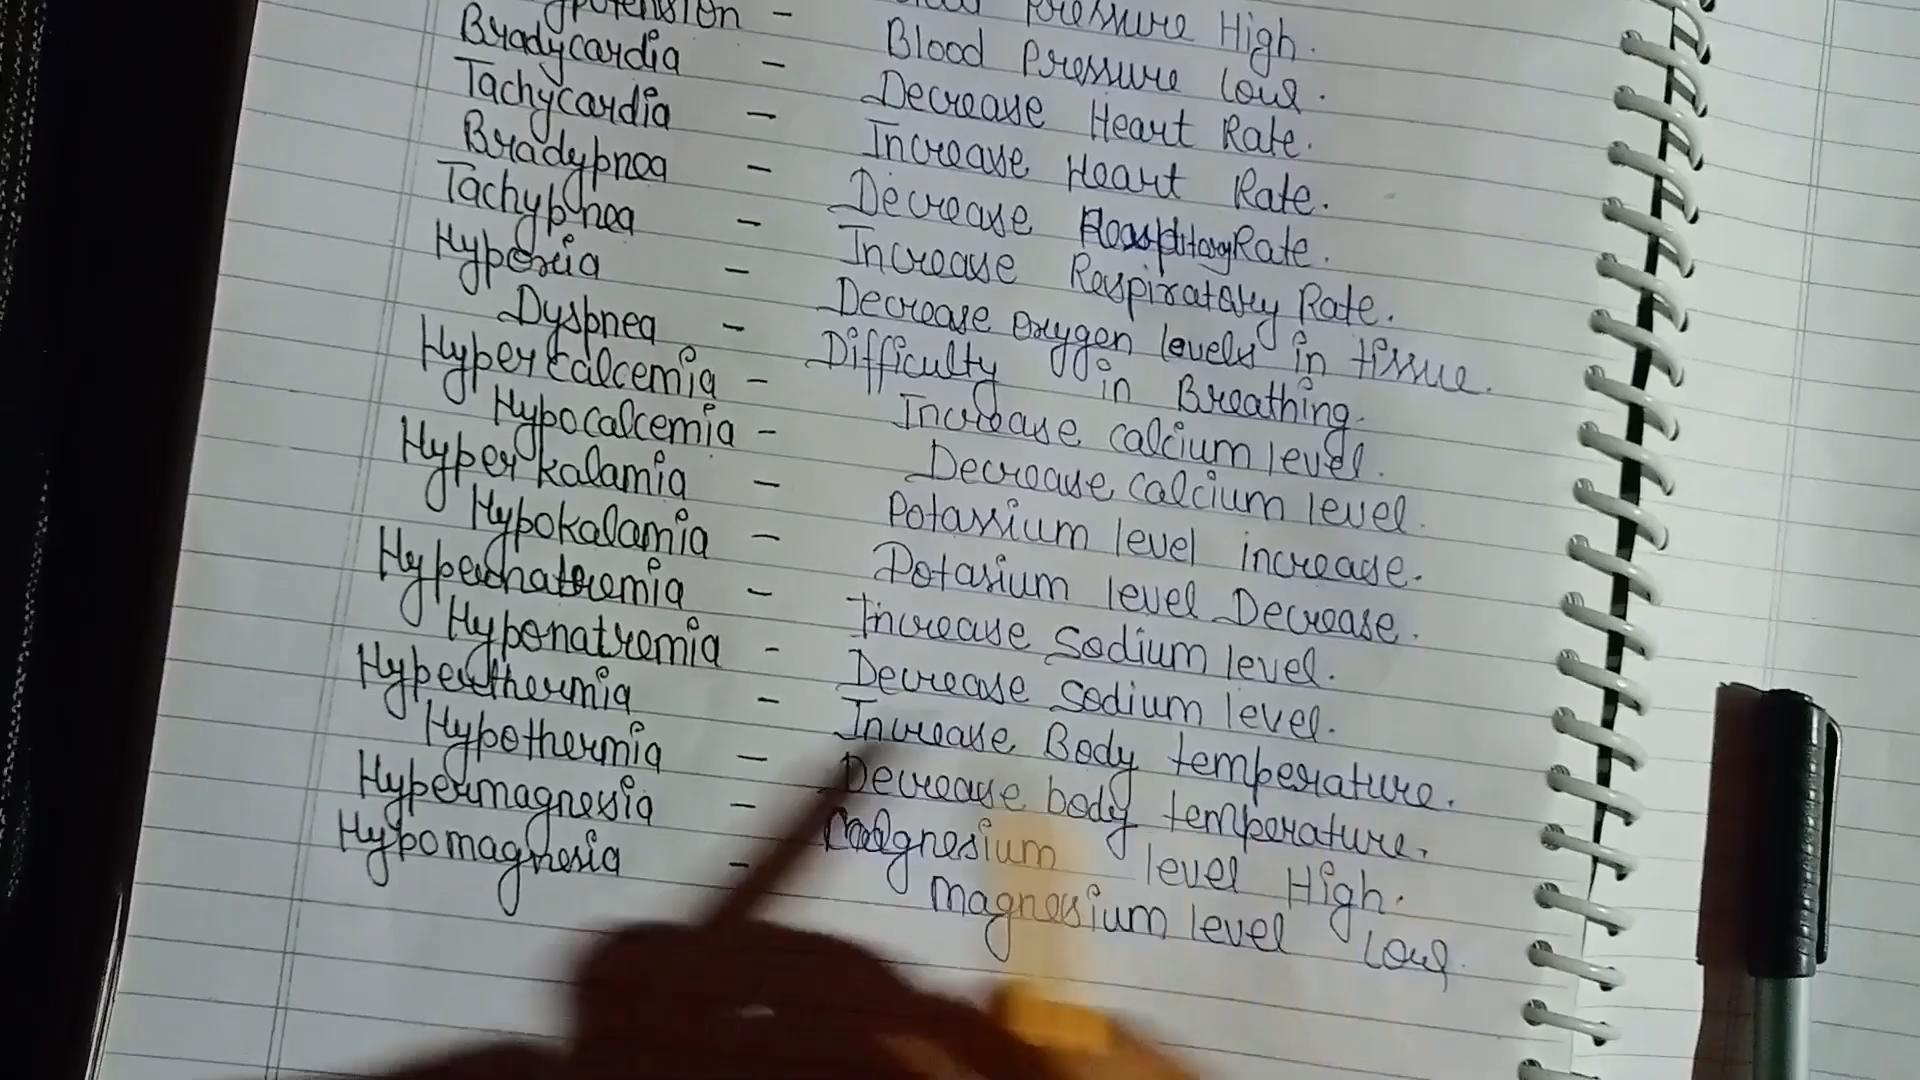 Pressure High.
Bradycardia - Blood Pressure low.
Tachycardia - Decrease Heart Rate.
Bradypnea - Increase Heart Rate.
Tachypnea - Decrease Rate.
Hypoxia - Increase Respiratory Rate.
Dyspnea - Decrease oxygen levels in tissue.
Hypercalcemia - Difficulty in Breathing.
Hypocalcemia - Increase calcium level.
Hyperkalamia - Decrease calcium level.
Hypokalamia - Potassium level increase.
Hypernatremia - Potasium level Decrease.
Hyponatremia - Increase Sodium level.
Hyperthermia - Decrease Sodium level.
Hypothermia - Increase Body temperature.
Hypermagnesia - Decrease body temperature.
Hypomagnesia - level High.
magnesium level low.